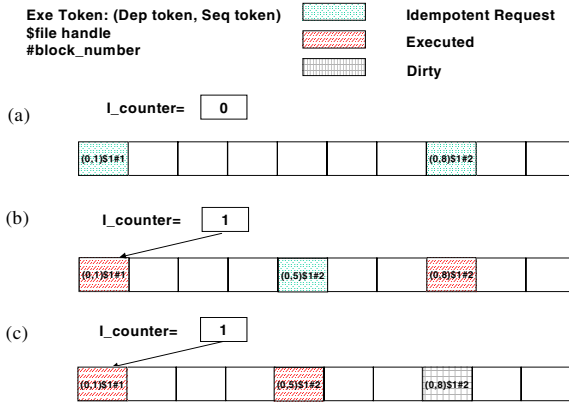 Exe Token: (Dep token, Seq token)
$file handle
#block_number
Idempotent Request
Executed
Dirty
(a)
I_counter= 0
(0,1)$1#1 (0,8)$1#2
(b)
I_counter= 1
(0,1)$1#1 (0,5)$1#2 (0,8)$1#2
(c)
I_counter= 1
(0,1)$1#1 (0,5)$1#2 (0,8)$1#2